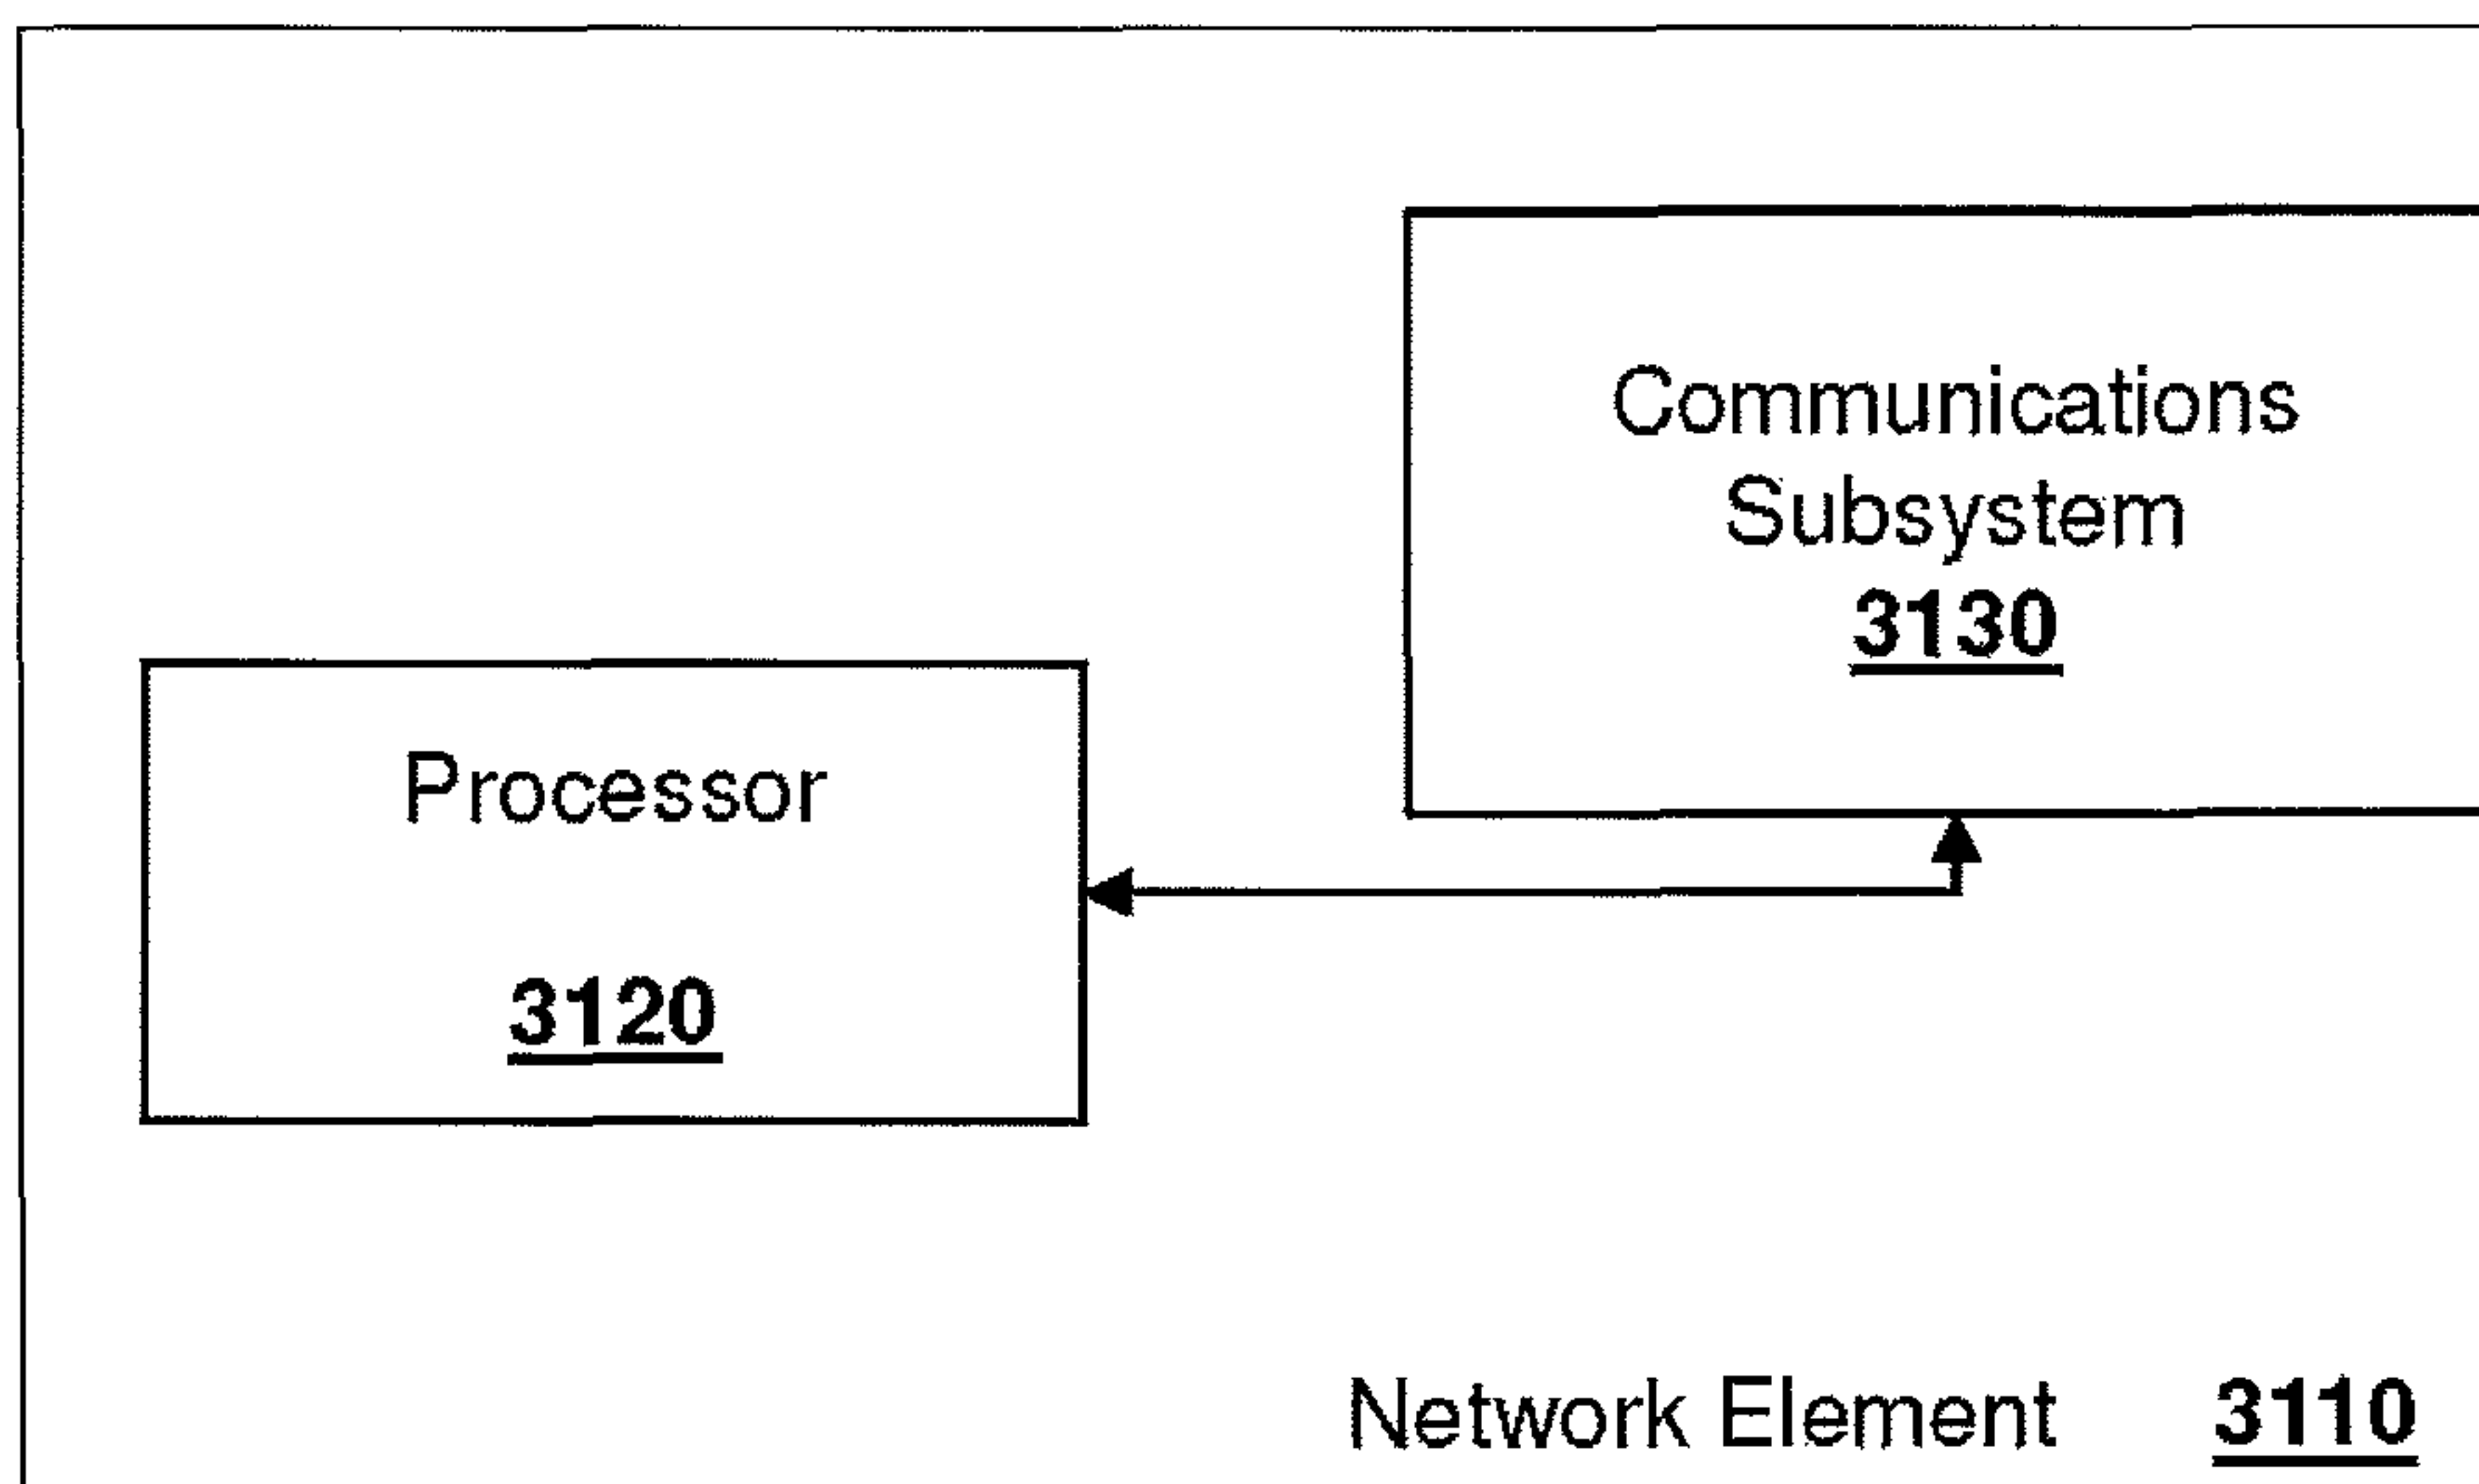 Communications
Subsystem
3130
Processor
3120
Network Element 3110